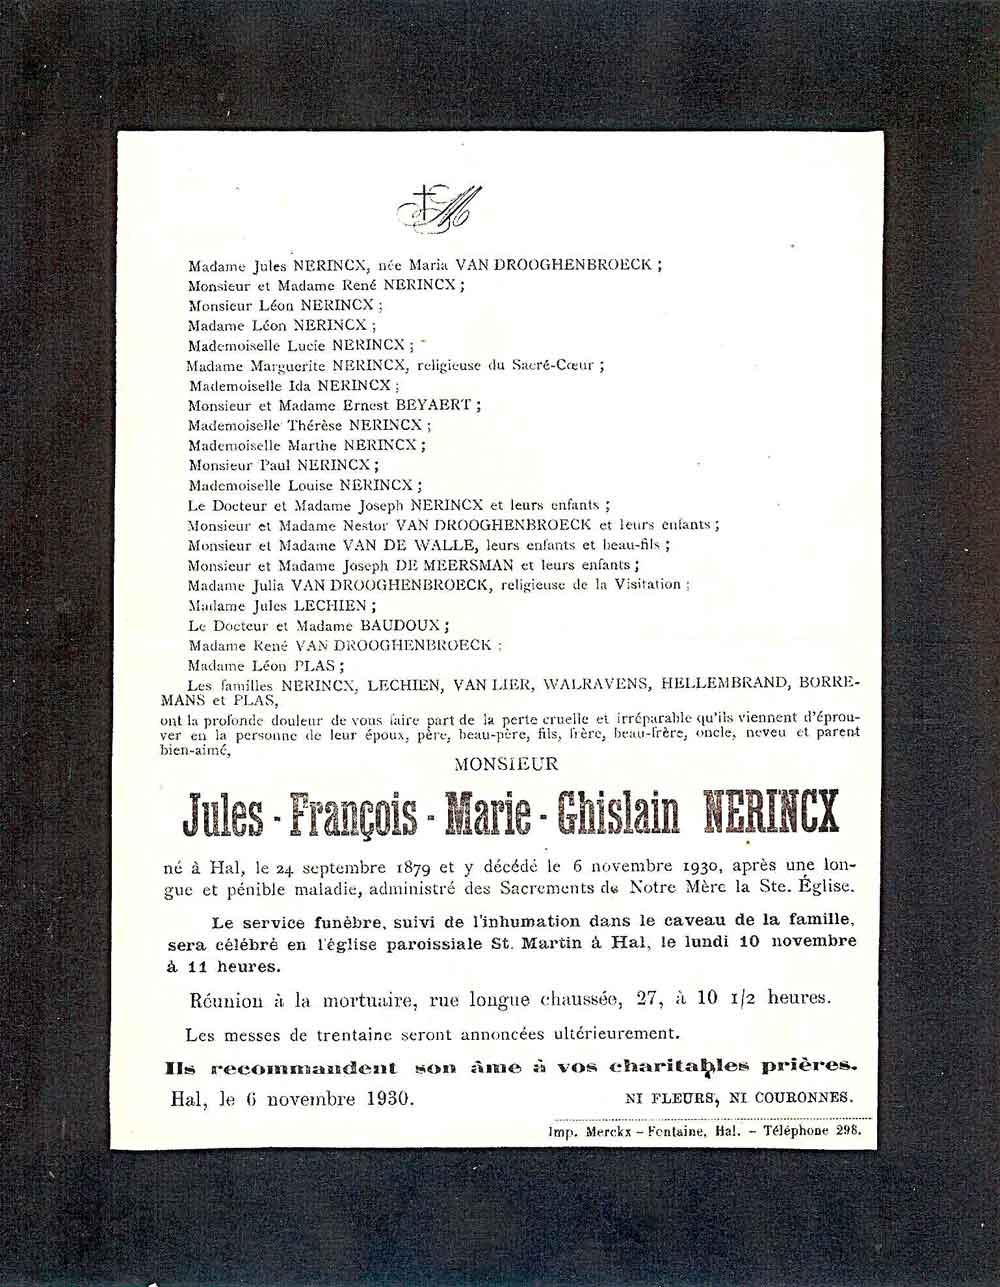 M
Madame Jules NERINCX, née Maria VAN DROOGHENBROECK ;
Monsieur et Madame René NERINCX ;
Monsieur Léon NERINCX ;
Madame Léon NERINCX ;
Mademoiselle Lucie NERINCX ;
Madame Marguerite NERINCX, religieuse du Sacré-Cœur ;
Mademoiselle Ida NERINCX ;
Monsieur et Madame Ernest BEYAERT ;
Mademoiselle Thérèse NERINCX ;
Mademoiselle Marthe NERINCX ;
Monsieur Paul NERINCX ;
Mademoiselle Louise NERINCX ;
Le Docteur et Madame Joseph NERINCX et leurs enfants ;
Monsieur et Madame Nestor VAN DROOGHENBROECK et leurs enfants ;
Monsieur et Madame VAN DE WALLE, leurs enfants et beau-fils ;
Monsieur et Madame Joseph DE MEERSMAN et leurs enfants ;
Madame Julia VAN DROOGHENBROECK, religieuse de la Visitation ;
Madame Jules LECHIEN ;
Le Docteur et Madame BAUDOUX ;
Madame René VAN DROOGHENBROECK ;
Madame Léon PLAS ;
Les familles NERINCX, LECHIEN, VAN LIER, WALRAVENS, HELLEMBRAND, BORRE-
MANS et PLAS,
ont la profonde douleur de vous faire part de la perte cruelle et irréparable qu'ils viennent d'éprou-
ver en la personne de leur époux, père, beau-père, fils, frère, beau-frère, oncle, neveu et parent
bien-aimé,
MONSIEUR
Jules - François - Marie - Ghislain NERINCX
né à Hal, le 24 septembre 1879 et y décédé le 6 novembre 1930, après une lon-
gue et pénible maladie, administré des Sacrements de Notre Mère la Ste. Église.
Le service funèbre, suivi de l'inhumation dans le caveau de la famille,
sera célébré en l'église paroissiale St. Martin à Hal, le lundi 10 novembre
à 11 heures.
Réunion à la mortuaire, rue longue chaussée, 27, à 10 1/2 heures.
Les messes de trentaine seront annoncées ultérieurement.
Ils recommandent son âme à vos charitables prières.
Hal, le 6 novembre 1930. NI FLEURS, NI COURONNES.
Imp. Merckx – Fontaine, Hal. – Téléphone 298.